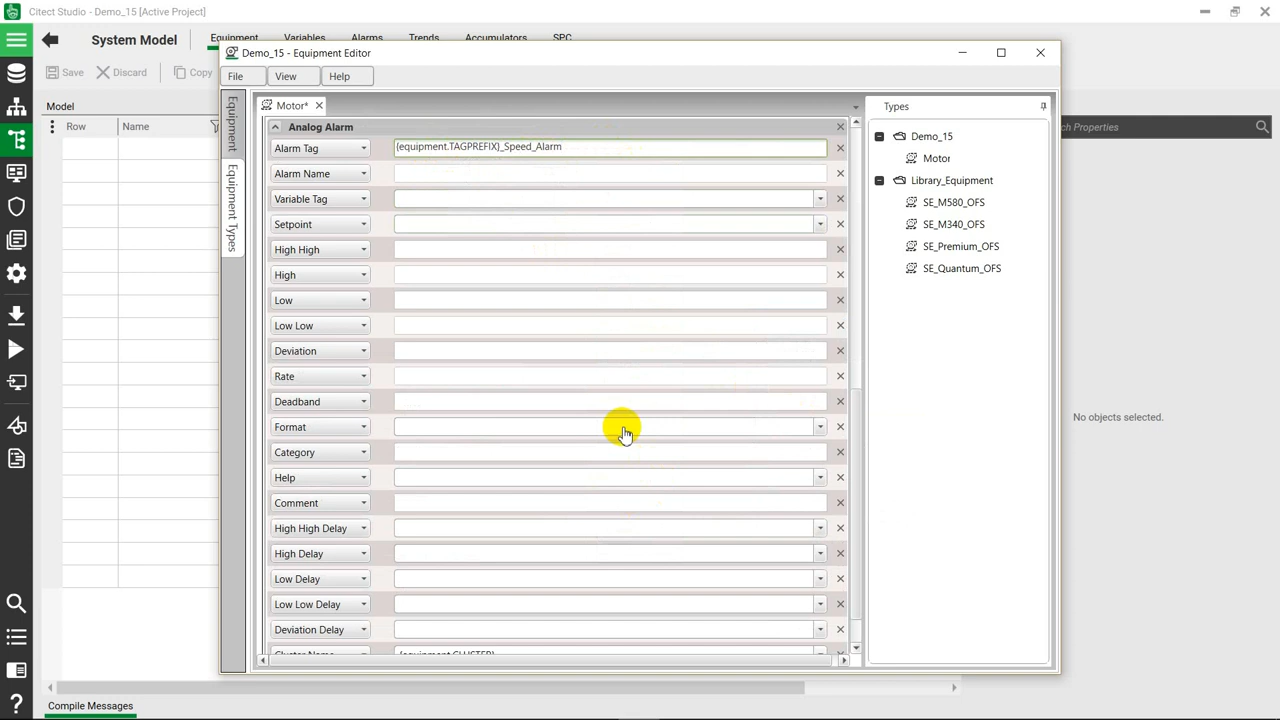 Citect Studio - Demo_15 [Active Project]
System Model
Equipment
Variables
Alarms
Trends
Accumulators
SPC
Demo_15 - Equipment Editor
Save
Discard
Copy
File
View
Help
Model
Row
Name
Equipment
Equipment Types
Motor*
Analog Alarm
Alarm Tag
{equipment.TAGPREFIX}_Speed_Alarm
Alarm Name
Variable Tag
Setpoint
High High
High
Low
Low Low
Deviation
Rate
Deadband
Format
Category
Help
Comment
High High Delay
High Delay
Low Delay
Low Low Delay
Deviation Delay
Cluster Name
{equipment.CLUSTER}
Types
Demo_15
Motor
Library_Equipment
SE_M580_OFS
SE_M340_OFS
SE_Premium_OFS
SE_Quantum_OFS
ch Properties
No objects selected.
Compile Messages